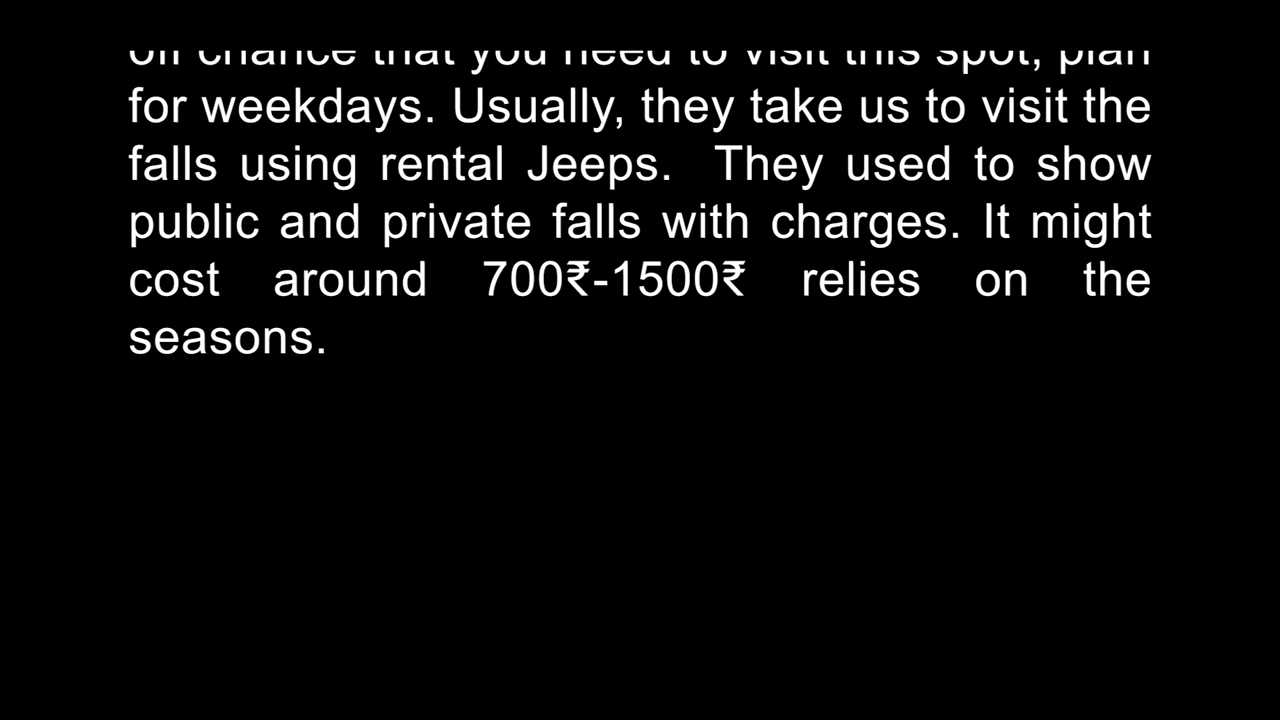 off chance that you need to visit this spot, plan
for weekdays. Usually, they take us to visit the
falls using rental Jeeps.  They used to show
public and private falls with charges. It might
cost around 700₹-1500₹ relies on the
seasons.